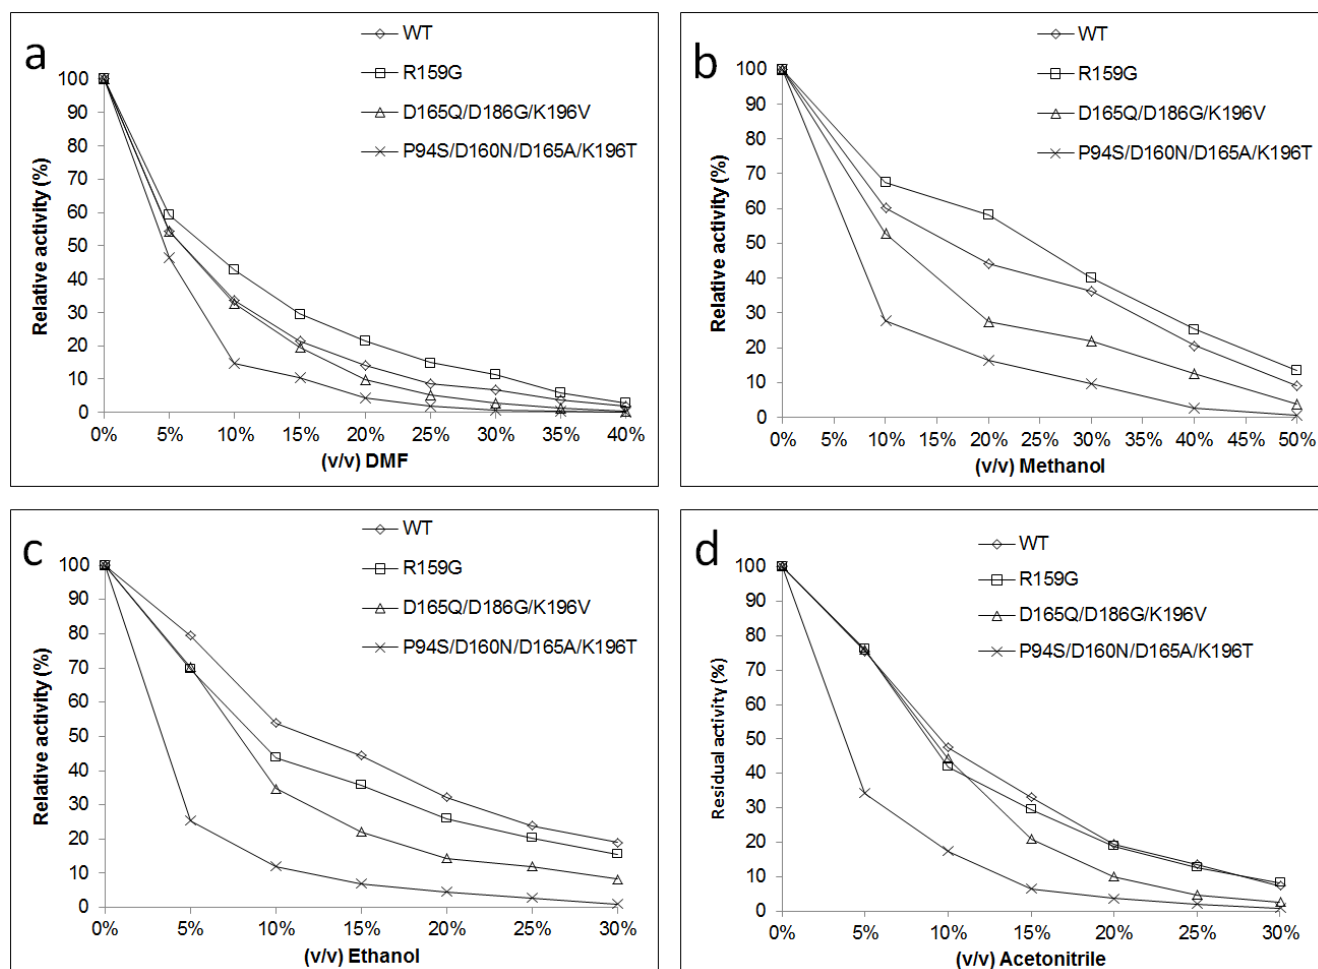 a
WT
R159G
D165Q/D186G/K196V
P94S/D160N/D165A/K196T
Relative activity (%)
100
90
80
70
60
50
40
30
20
10
0
0% 5% 10% 15% 20% 25% 30% 35% 40%
(v/v) DMF
b
WT
R159G
D165Q/D186G/K196V
P94S/D160N/D165A/K196T
Relative activity (%)
100
90
80
70
60
50
40
30
20
10
0
0% 5% 10% 15% 20% 25% 30% 35% 40% 45% 50%
(v/v) Methanol
c
WT
R159G
D165Q/D186G/K196V
P94S/D160N/D165A/K196T
Relative activity (%)
100
90
80
70
60
50
40
30
20
10
0
0% 5% 10% 15% 20% 25% 30%
(v/v) Ethanol
d
WT
R159G
D165Q/D186G/K196V
P94S/D160N/D165A/K196T
Residual activity (%)
100
90
80
70
60
50
40
30
20
10
0
0% 5% 10% 15% 20% 25% 30%
(v/v) Acetonitrile